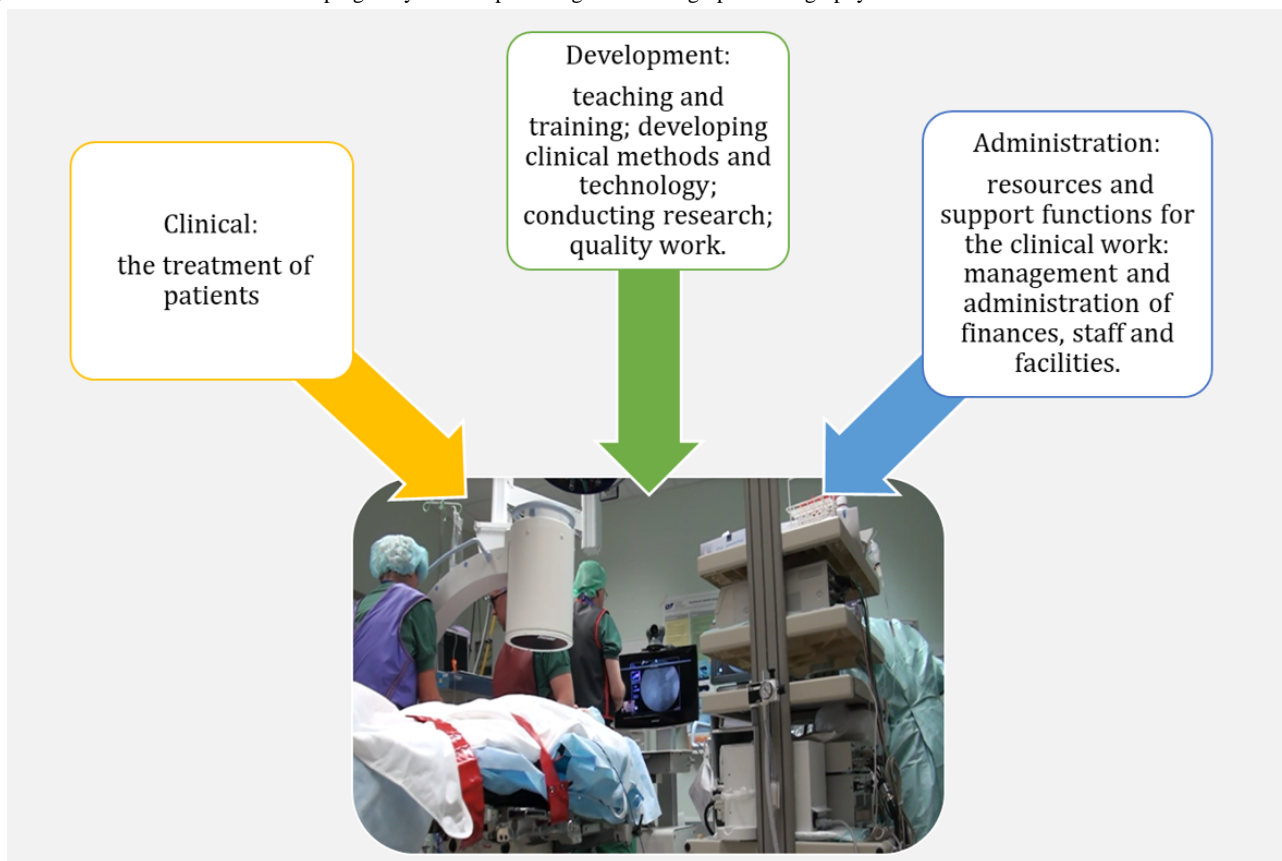 Clinical:
the treatment of
patients
Development:
teaching and
training; developing
clinical methods and
technology;
conducting research;
quality work.
Administration:
resources and
support functions for
the clinical work:
management and
administration of
finances, staff and
facilities.